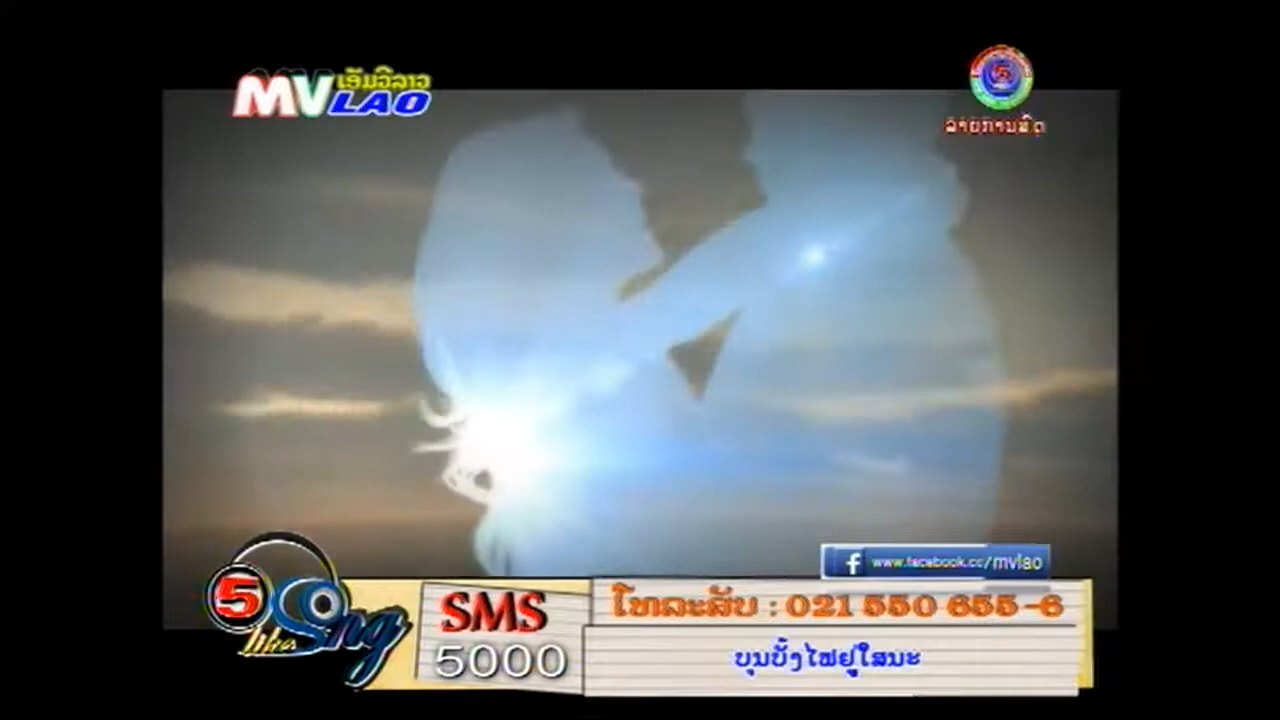 MV ເອັມວີລາວ
LAO
5
ລາຍການສົດ
www.facebook.cc/mvlao
5 like Song
SMS
5000
ໂທລະສັບ : 021 550 655-6
ບຸນບັ້ງໄຟຢູ່ໃສນະ